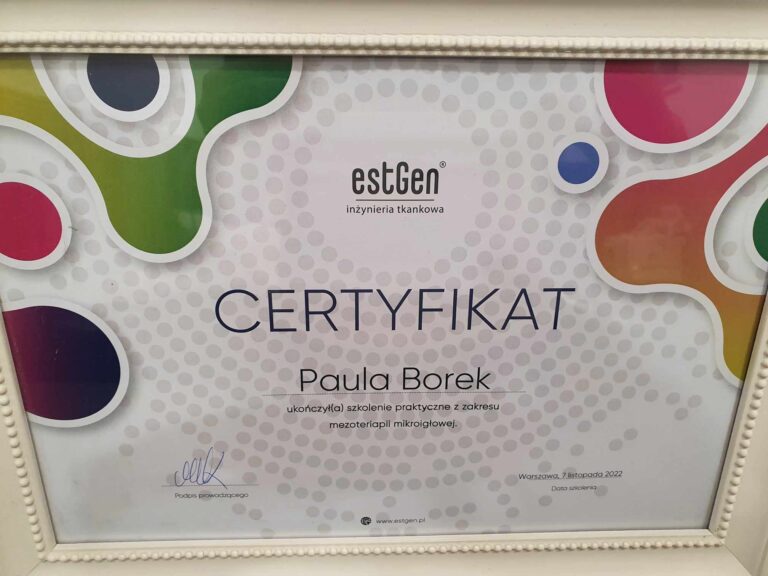 estGen®
inżynieria tkankowa
CERTYFIKAT
Paula Borek
ukończył(a) szkolenie praktyczne z zakresu
mezoterapii mikroigłowej.
Warszawa, 7 listopada 2022
Podpis prowadzącego
Data szkolenia
www.estgen.pl